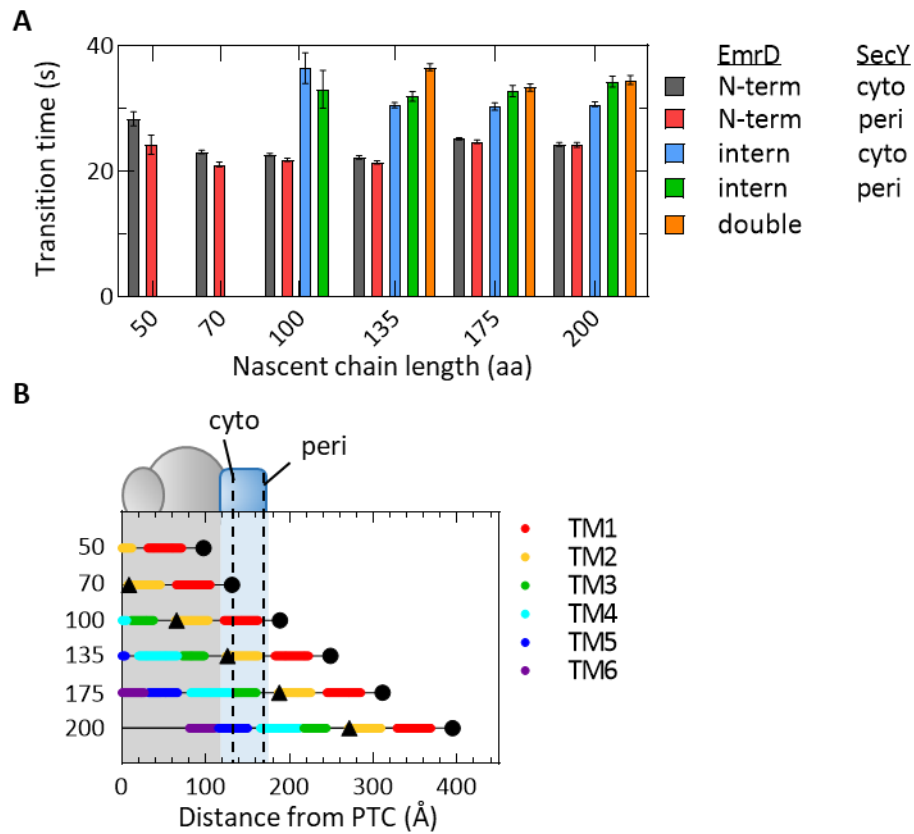 A
40
20
0
Transition time (s)
50 70 100 135 175 200
Nascent chain length (aa)
EmrD SecY
N-term cyto
N-term peri
intern cyto
intern peri
double
B
cyto
peri
50
70
100
135
175
200
0 100 200 300 400
Distance from PTC (Å)
TM1
TM2
TM3
TM4
TM5
TM6